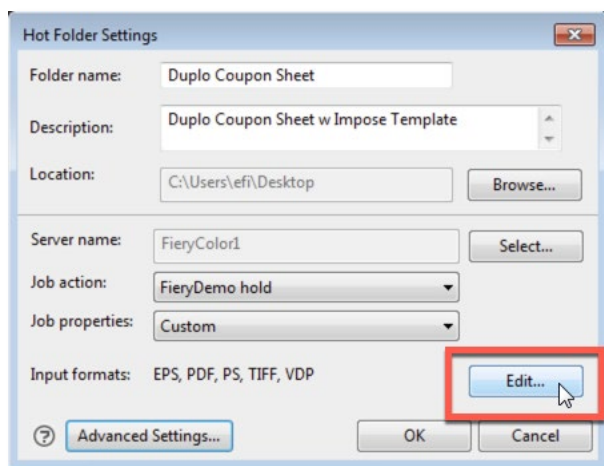 Hot Folder Settings
Folder name: Duplo Coupon Sheet
Description: Duplo Coupon Sheet w Impose Template
Location: C:\Users\efi\Desktop Browse...
Server name: FieryColor1 Select...
Job action: FieryDemo hold
Job properties: Custom
Input formats: EPS, PDF, PS, TIFF, VDP Edit...
? Advanced Settings... OK Cancel